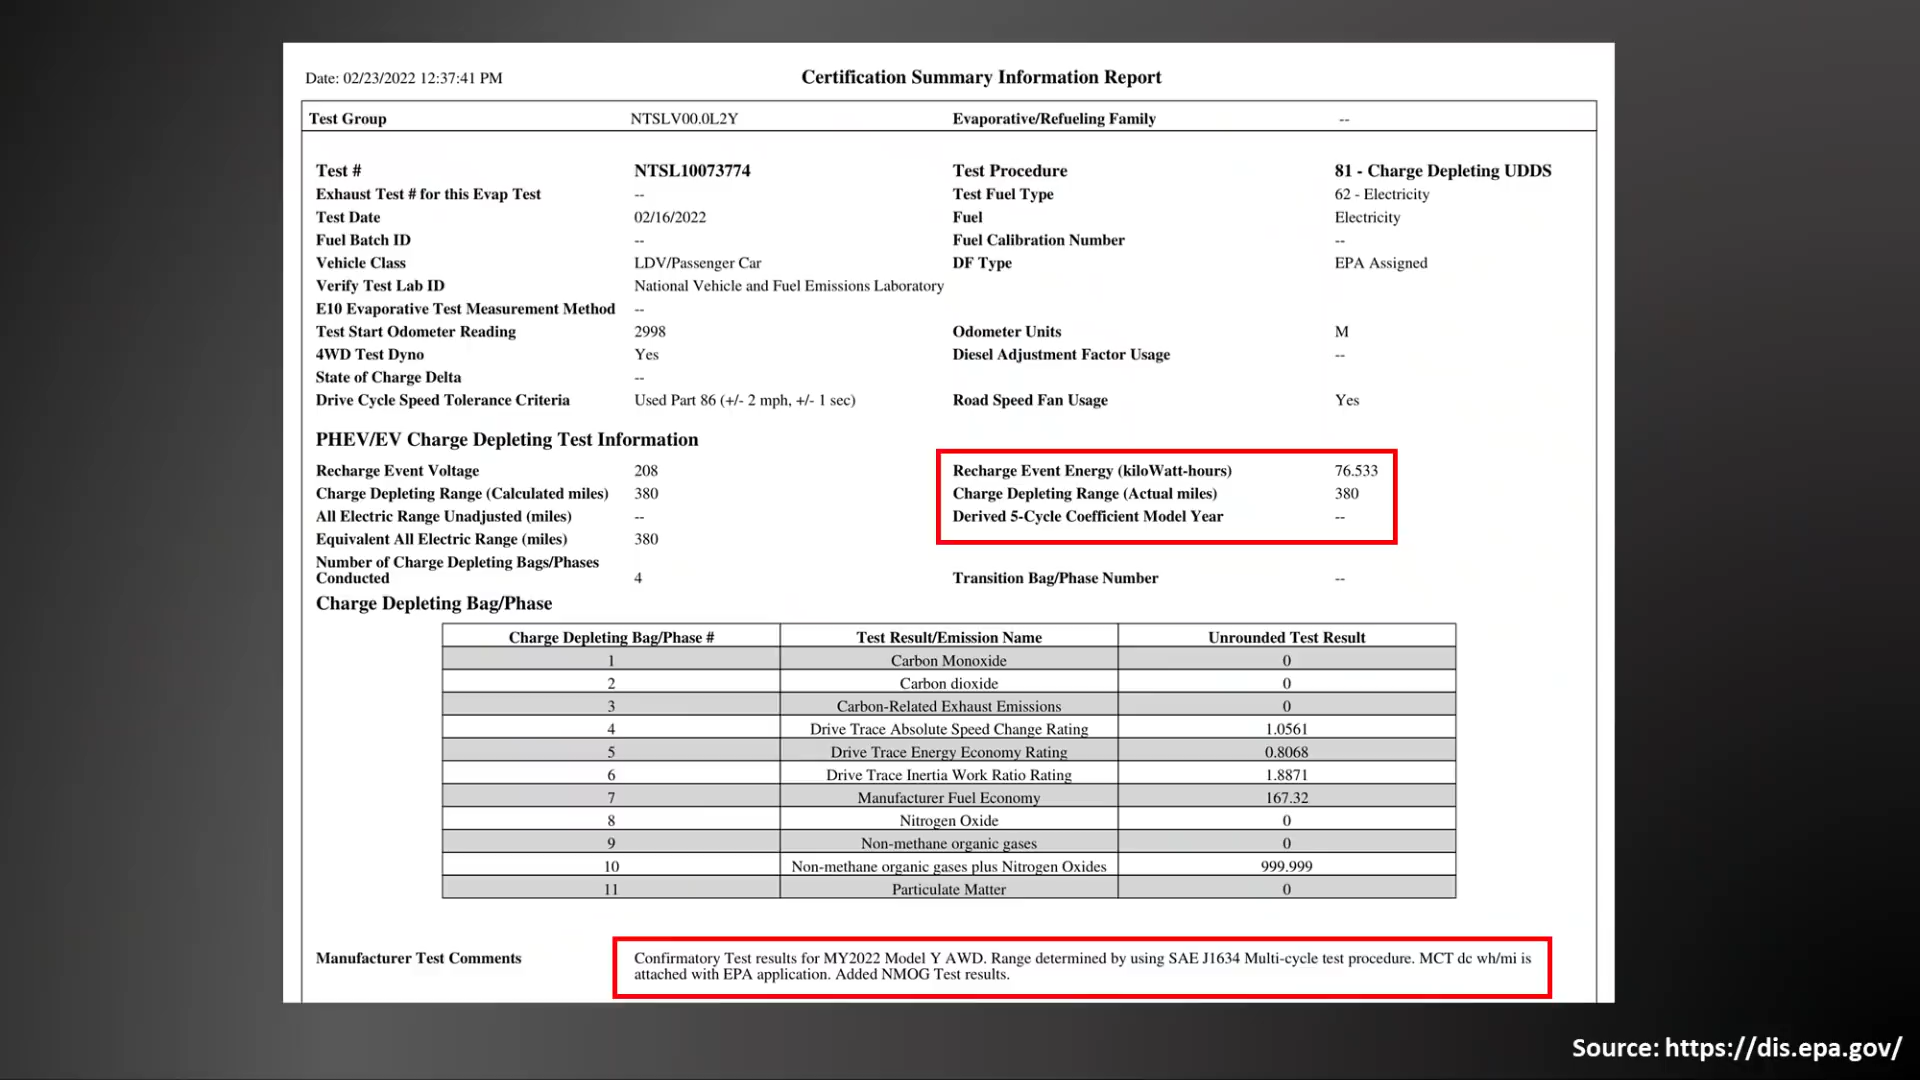 Date: 02/23/2022 12:37:41 PM
Certification Summary Information Report
Test Group NTSLV00.0L2Y Evaporative/Refueling Family --
Test # NTSL10073774 Test Procedure 81 - Charge Depleting UDDS
Exhaust Test # for this Evap Test -- Test Fuel Type 62 - Electricity
Test Date 02/16/2022 Fuel Electricity
Fuel Batch ID -- Fuel Calibration Number --
Vehicle Class LDV/Passenger Car DF Type EPA Assigned
Verify Test Lab ID National Vehicle and Fuel Emissions Laboratory
E10 Evaporative Test Measurement Method --
Test Start Odometer Reading 2998 Odometer Units M
4WD Test Dyno Yes Diesel Adjustment Factor Usage --
State of Charge Delta --
Drive Cycle Speed Tolerance Criteria Used Part 86 (+/- 2 mph, +/- 1 sec) Road Speed Fan Usage Yes
PHEV/EV Charge Depleting Test Information
Recharge Event Voltage 208 Recharge Event Energy (kiloWatt-hours) 76.533
Charge Depleting Range (Calculated miles) 380 Charge Depleting Range (Actual miles) 380
All Electric Range Unadjusted (miles) -- Derived 5-Cycle Coefficient Model Year --
Equivalent All Electric Range (miles) 380
Number of Charge Depleting Bags/Phases
Conducted 4 Transition Bag/Phase Number --
Charge Depleting Bag/Phase
Charge Depleting Bag/Phase # Test Result/Emission Name Unrounded Test Result
1 Carbon Monoxide 0
2 Carbon dioxide 0
3 Carbon-Related Exhaust Emissions 0
4 Drive Trace Absolute Speed Change Rating 1.0561
5 Drive Trace Energy Economy Rating 0.8068
6 Drive Trace Inertia Work Ratio Rating 1.8871
7 Manufacturer Fuel Economy 167.32
8 Nitrogen Oxide 0
9 Non-methane organic gases 0
10 Non-methane organic gases plus Nitrogen Oxides 999.999
11 Particulate Matter 0
Manufacturer Test Comments Confirmatory Test results for MY2022 Model Y AWD. Range determined by using SAE J1634 Multi-cycle test procedure. MCT dc wh/mi is
attached with EPA application. Added NMOG Test results.
Source: https://dis.epa.gov/